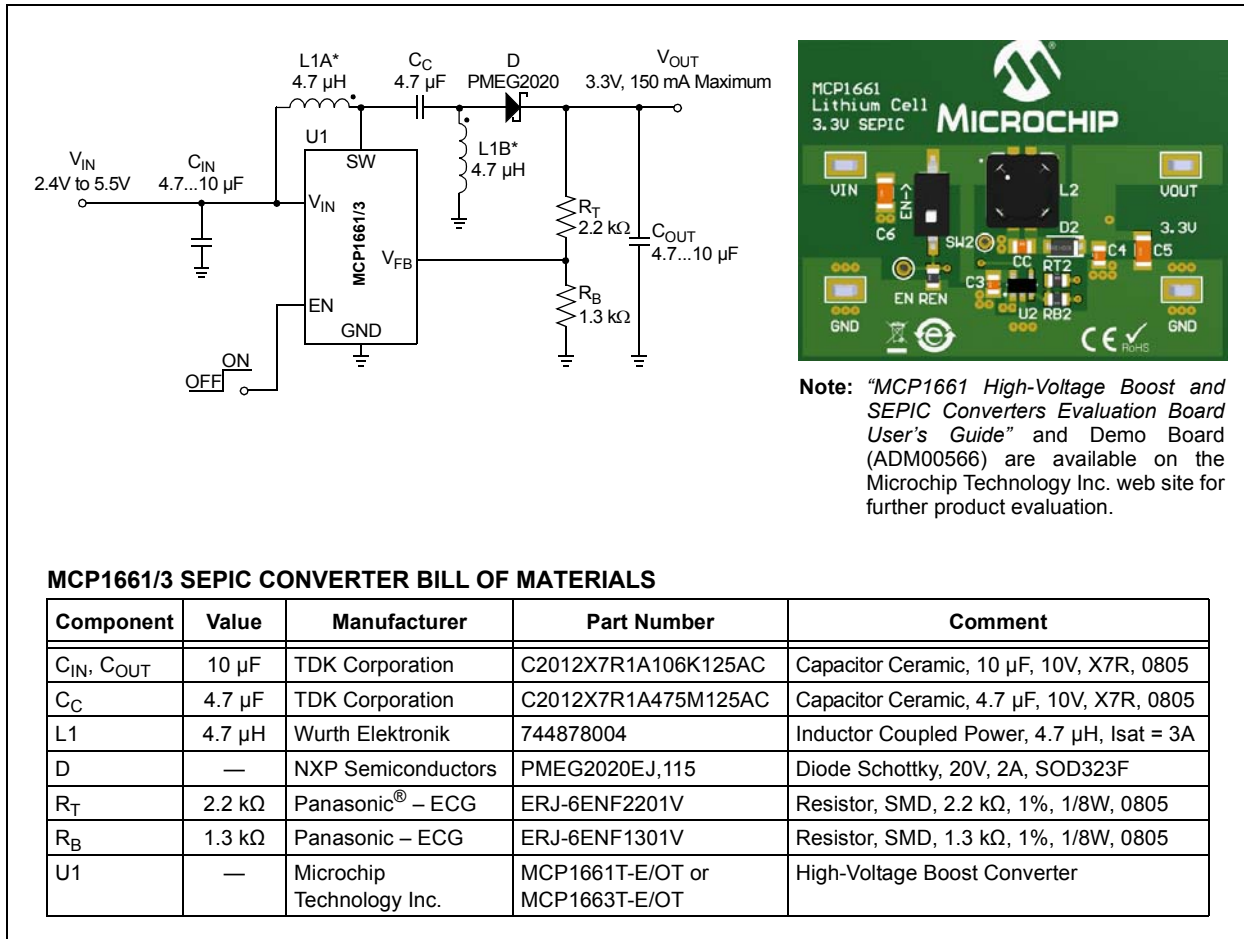 L1A*
4.7 µH
C_C
4.7 µF
D
PMEG2020
V_OUT
3.3V, 150 mA Maximum
U1
SW
L1B*
4.7 µH
V_IN
2.4V to 5.5V
C_IN
4.7...10 µF
V_IN
MCP1661/3
V_FB
R_T
2.2 kΩ
C_OUT
4.7...10 µF
R_B
1.3 kΩ
EN
GND
ON
OFF
MCP1661
Lithium Cell
3.3V SEPIC
MICROCHIP
®
VIN
C6
EN->
SW2
L2
D2
VOUT
3.3V
CC
RT2
C4
C5
C3
EN REN
U2
RB2
GND
GND
CE
RoHS
Note: "MCP1661 High-Voltage Boost and
SEPIC Converters Evaluation Board
User's Guide" and Demo Board
(ADM00566) are available on the
Microchip Technology Inc. web site for
further product evaluation.
MCP1661/3 SEPIC CONVERTER BILL OF MATERIALS
Component Value Manufacturer Part Number Comment
C_IN, C_OUT 10 µF TDK Corporation C2012X7R1A106K125AC Capacitor Ceramic, 10 µF, 10V, X7R, 0805
C_C 4.7 µF TDK Corporation C2012X7R1A475M125AC Capacitor Ceramic, 4.7 µF, 10V, X7R, 0805
L1 4.7 µH Wurth Elektronik 744878004 Inductor Coupled Power, 4.7 µH, Isat = 3A
D — NXP Semiconductors PMEG2020EJ,115 Diode Schottky, 20V, 2A, SOD323F
R_T 2.2 kΩ Panasonic® – ECG ERJ-6ENF2201V Resistor, SMD, 2.2 kΩ, 1%, 1/8W, 0805
R_B 1.3 kΩ Panasonic – ECG ERJ-6ENF1301V Resistor, SMD, 1.3 kΩ, 1%, 1/8W, 0805
U1 — Microchip MCP1661T-E/OT or High-Voltage Boost Converter
Technology Inc. MCP1663T-E/OT